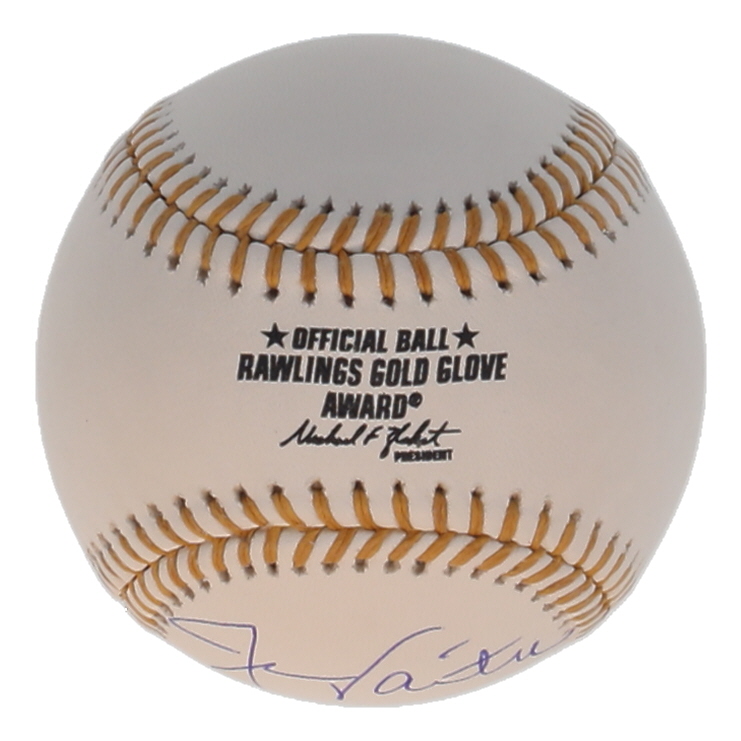 ★ OFFICIAL BALL ★
RAWLINGS GOLD GLOVE
AWARD®
PRESIDENT